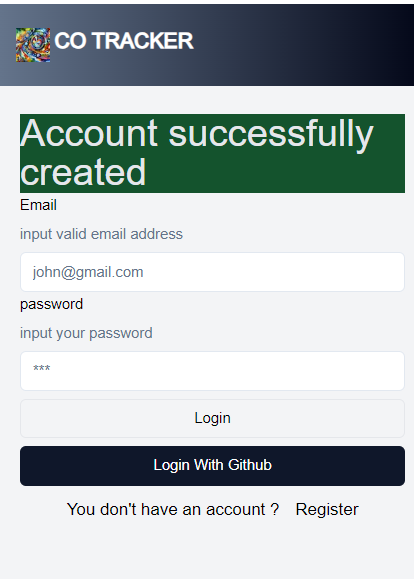 CO TRACKER
Account successfully
created
Email
input valid email address
john@gmail.com
password
input your password
***
Login
Login With Github
You don't have an account ? Register